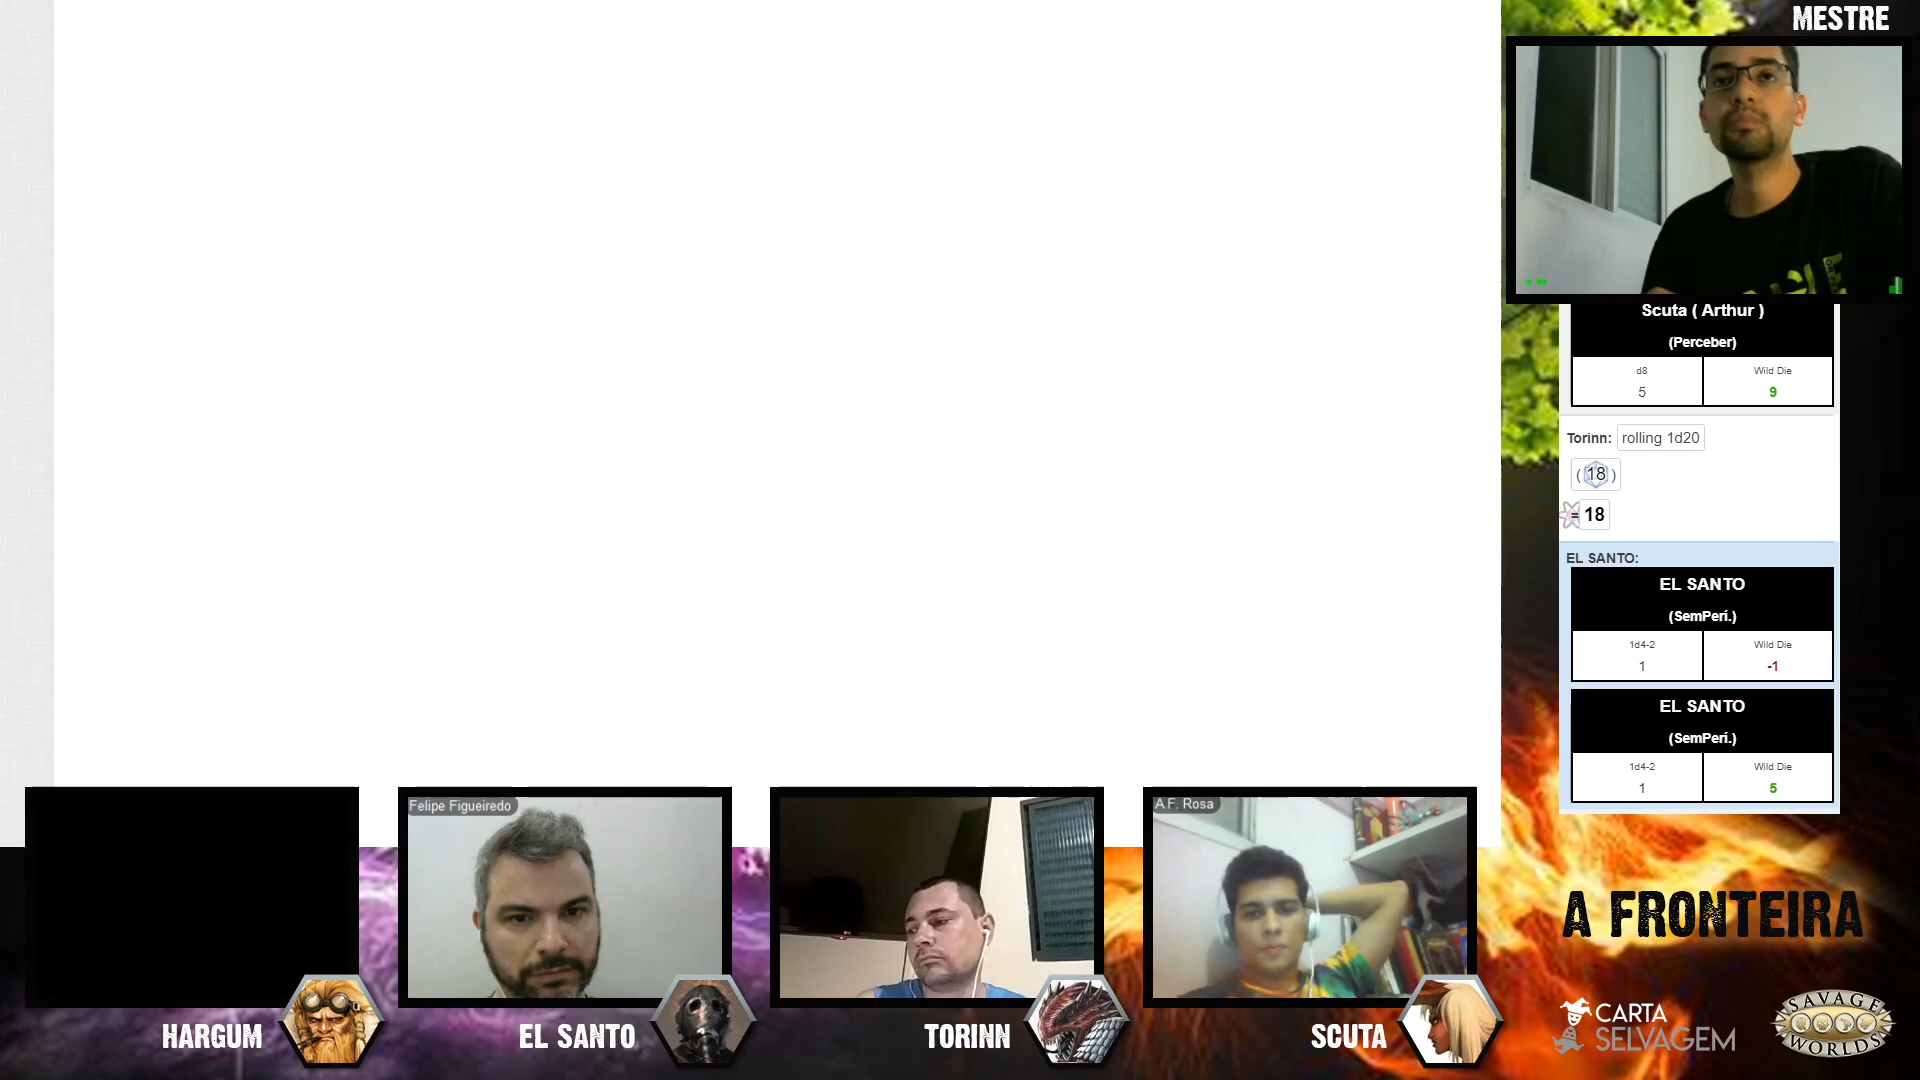 MESTRE
Scuta ( Arthur )
(Perceber)
d8
Wild Die
5
9
Torinn: rolling 1d20
(18)
=18
EL SANTO:
EL SANTO
(SemPerí.)
1d4-2
Wild Die
1
-1
EL SANTO
(SemPerí.)
1d4-2
Wild Die
1
5
Felipe Figueiredo
A F. Rosa
A FRONTEIRA
HARGUM
EL SANTO
TORINN
SCUTA
CARTA
SELVAGEM
SAVAGE
WORLDS